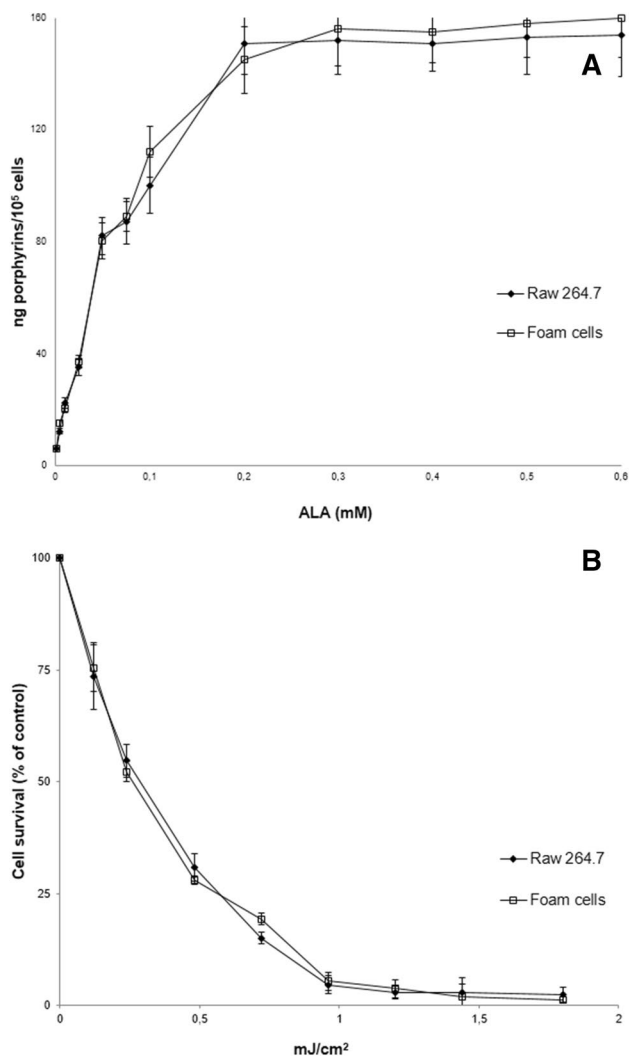 160
120
80
40
0
ng porphyrins/10⁵ cells
A
Raw 264.7
Foam cells
0
0,1
0,2
0,3
0,4
0,5
0,6
ALA (mM)
100
75
50
25
0
Cell survival (% of control)
B
Raw 264.7
Foam cells
0
0,5
1
1,5
2
mJ/cm²